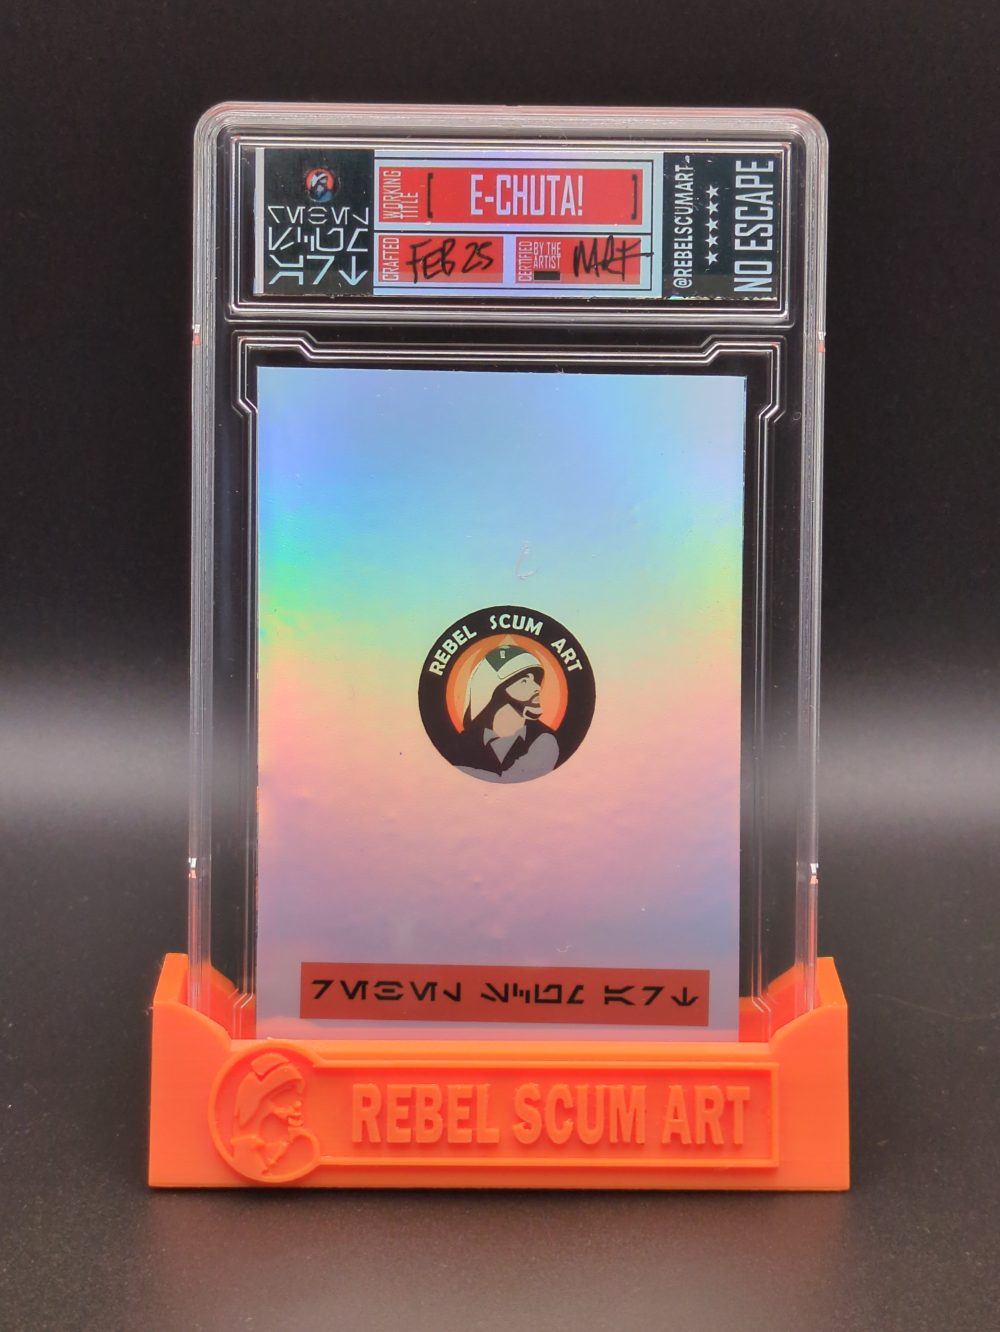 WORKING
TITLE
[ E-CHUTA! ]
CRAFTED
FEB 25
CERTIFIED
BY THE
ARTIST
MRF
@REBELSCUMART
★★★★★
NO ESCAPE
REBEL SCUM ART
REBEL SCUM ART